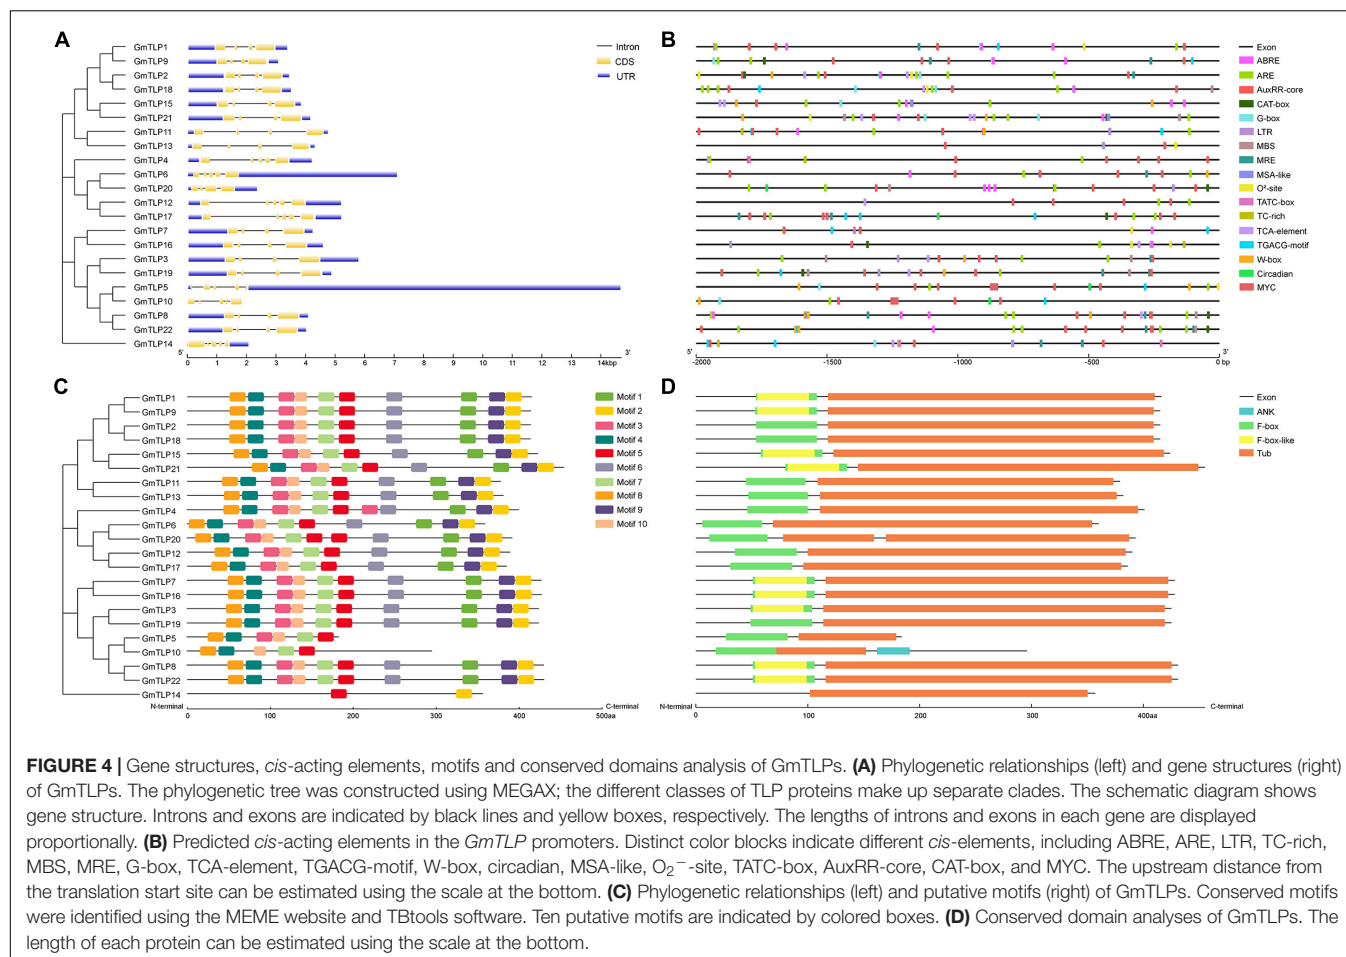 A
GmTLP1
GmTLP9
GmTLP2
GmTLP18
GmTLP15
GmTLP21
GmTLP11
GmTLP13
GmTLP4
GmTLP6
GmTLP20
GmTLP12
GmTLP17
GmTLP7
GmTLP16
GmTLP3
GmTLP19
GmTLP5
GmTLP10
GmTLP8
GmTLP22
GmTLP14
Intron
CDS
UTR
5' 3'
0 1 2 3 4 5 6 7 8 9 10 11 12 13 14kbp
B
Exon
ABRE
ARE
AuxRR-core
CAT-box
G-box
LTR
MBS
MRE
MSA-like
O²-site
TATC-box
TC-rich
TCA-element
TGACG-motif
W-box
Circadian
MYC
5' 3'
-2000 -1500 -1000 -500 0 bp
C
GmTLP1
GmTLP9
GmTLP2
GmTLP18
GmTLP15
GmTLP21
GmTLP11
GmTLP13
GmTLP4
GmTLP6
GmTLP20
GmTLP12
GmTLP17
GmTLP7
GmTLP16
GmTLP3
GmTLP19
GmTLP5
GmTLP10
GmTLP8
GmTLP22
GmTLP14
Motif 1
Motif 2
Motif 3
Motif 4
Motif 5
Motif 6
Motif 7
Motif 8
Motif 9
Motif 10
N-terminal C-terminal
0 100 200 300 400 500aa
D
Exon
ANK
F-box
F-box-like
Tub
N-terminal C-terminal
0 100 200 300 400aa
FIGURE 4 | Gene structures, cis-acting elements, motifs and conserved domains analysis of GmTLPs. (A) Phylogenetic relationships (left) and gene structures (right)
of GmTLPs. The phylogenetic tree was constructed using MEGAX; the different classes of TLP proteins make up separate clades. The schematic diagram shows
gene structure. Introns and exons are indicated by black lines and yellow boxes, respectively. The lengths of introns and exons in each gene are displayed
proportionally. (B) Predicted cis-acting elements in the GmTLP promoters. Distinct color blocks indicate different cis-elements, including ABRE, ARE, LTR, TC-rich,
MBS, MRE, G-box, TCA-element, TGACG-motif, W-box, circadian, MSA-like, O₂⁻-site, TATC-box, AuxRR-core, CAT-box, and MYC. The upstream distance from
the translation start site can be estimated using the scale at the bottom. (C) Phylogenetic relationships (left) and putative motifs (right) of GmTLPs. Conserved motifs
were identified using the MEME website and TBtools software. Ten putative motifs are indicated by colored boxes. (D) Conserved domain analyses of GmTLPs. The
length of each protein can be estimated using the scale at the bottom.